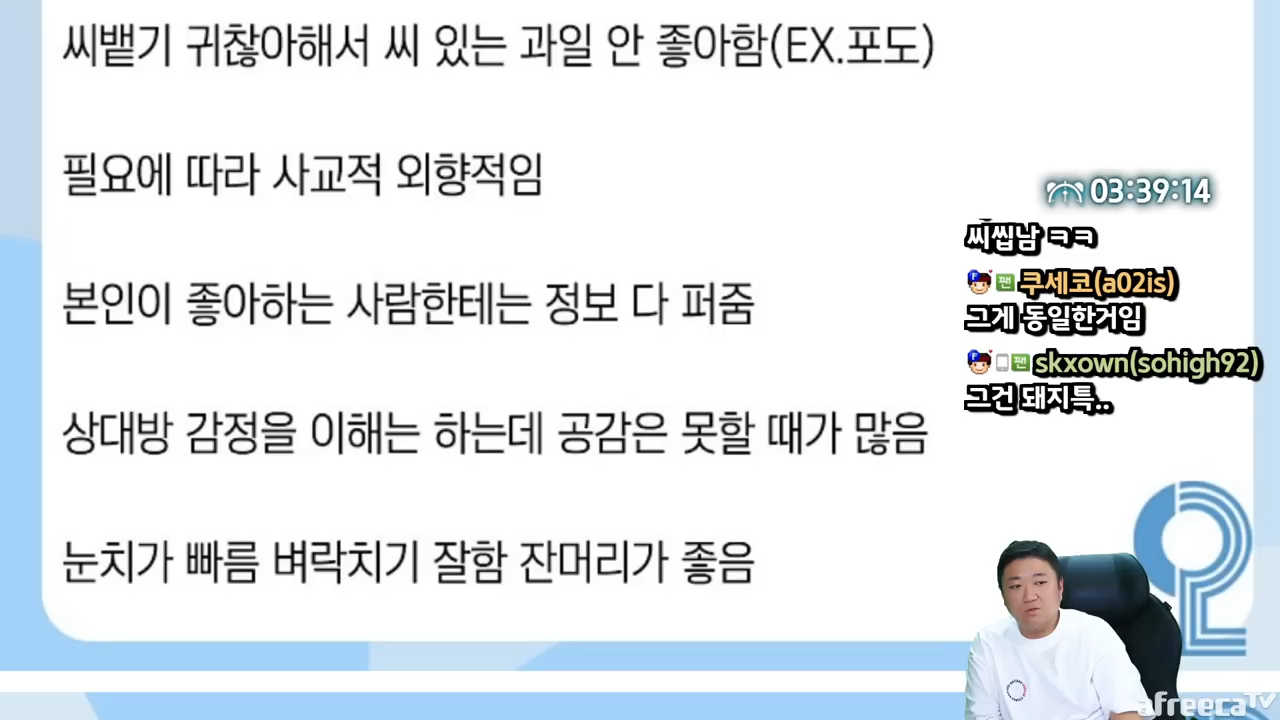 씨뱉기 귀찮아해서 씨 있는 과일 안 좋아함(EX.포도)
필요에 따라 사교적 외향적임
본인이 좋아하는 사람한테는 정보 다 퍼줌
상대방 감정을 이해는 하는데 공감은 못할 때가 많음
눈치가 빠름 벼락치기 잘함 잔머리가 좋음
03:39:14
씨씹남 ㅋㅋ
F 팬 쿠세코(a02is)
그게 동일한거임
F 팬 skxown(sohigh92)
그건 돼지특..
afreecaTV